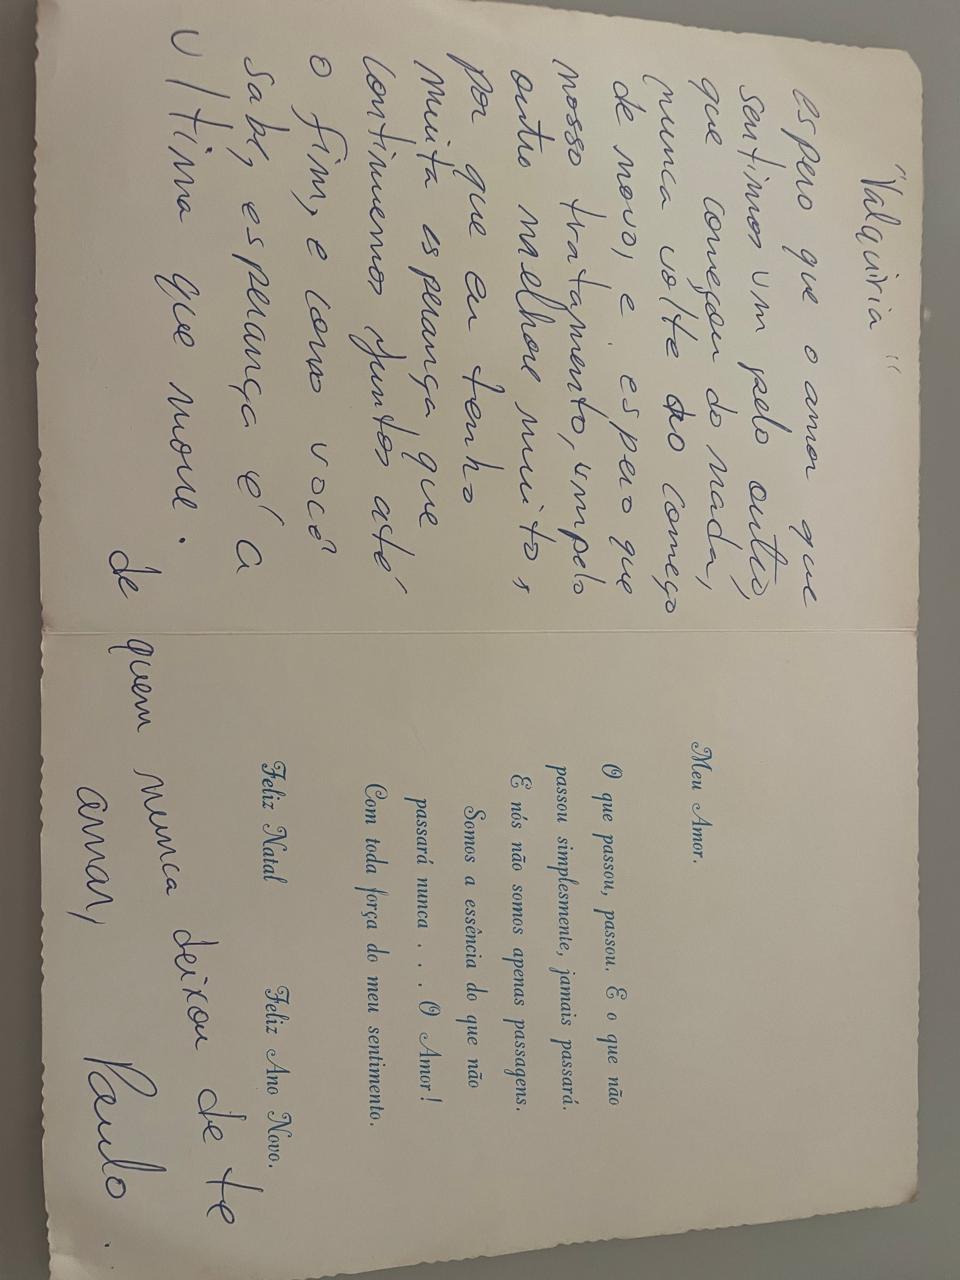 "Valquiria"
espero que o amor que
sentimos um pelo outro,
que começou do nada,
nunca volte ao começo
de novo, e espero que
nosso tratamento, um pelo
outro maelhore muito,
por que eu tenho
muita esperança que
continuemos juntos até
o fim, e como você
sabe, esperança é a
ultima que more.
de quem nunca deixou de te
amar, Paulo.
Meu Amor.
O que passou, passou. E o que não
passou simplesmente, jamais passará.
E nós não somos apenas passagens.
Somos a essência do que não
passará nunca . . . O Amor!
Com toda força do meu sentimento.
Feliz Natal Feliz Ano Novo.